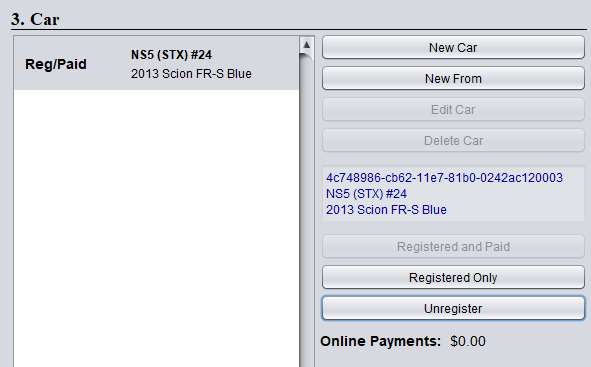 3. Car
Reg/Paid
NS5 (STX) #24
2013 Scion FR-S Blue
New Car
New From
Edit Car
Delete Car
4c748986-cb62-11e7-81b0-0242ac120003
NS5 (STX) #24
2013 Scion FR-S Blue
Registered and Paid
Registered Only
Unregister
Online Payments: $0.00